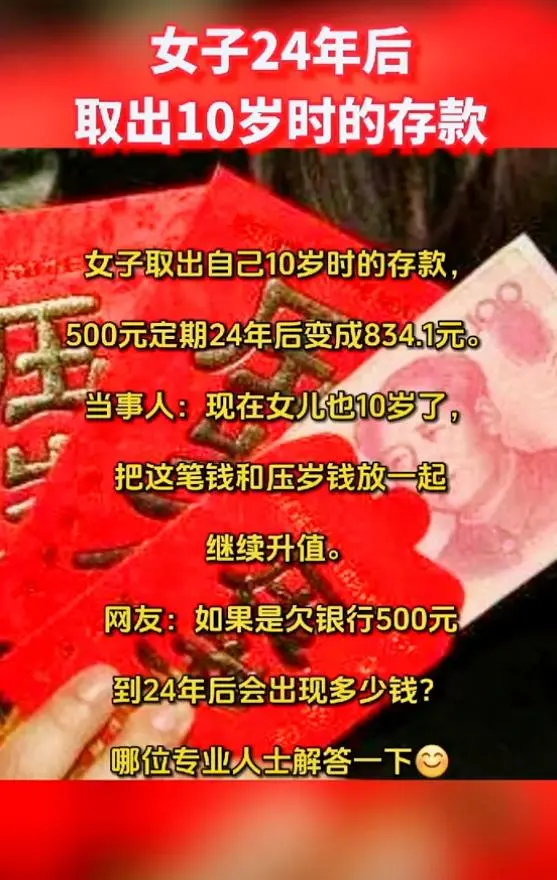 女子24年后
取出10岁时的存款
女子取出自己10岁时的存款，
500元定期24年后变成834.1元。
当事人：现在女儿也10岁了，
把这笔钱和压岁钱放一起
继续升值。
网友：如果是欠银行500元
到24年后会出现多少钱？
哪位专业人士解答一下😊